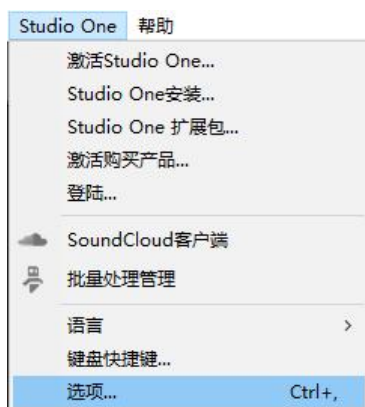 Studio One 帮助
激活Studio One...
Studio One安装...
Studio One 扩展包...
激活购买产品...
登陆...
SoundCloud客户端
批量处理管理
语言
键盘快捷键...
选项... Ctrl+,